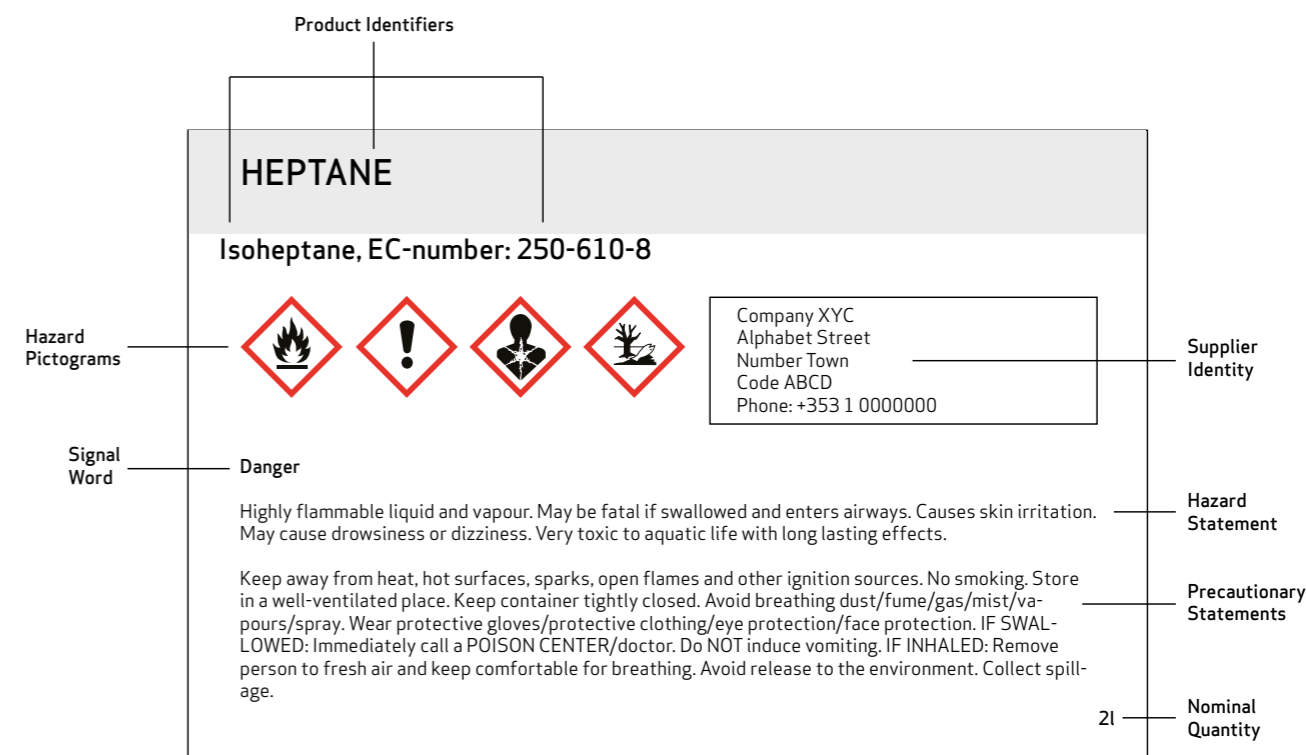 Product Identifiers
HEPTANE
Isoheptane, EC-number: 250-610-8
Hazard
Pictograms
Company XYC
Alphabet Street
Number Town
Code ABCD
Phone: +353 1 0000000
Supplier
Identity
Signal
Word
Danger
Highly flammable liquid and vapour. May be fatal if swallowed and enters airways. Causes skin irritation.
May cause drowsiness or dizziness. Very toxic to aquatic life with long lasting effects.
Hazard
Statement
Keep away from heat, hot surfaces, sparks, open flames and other ignition sources. No smoking. Store
in a well-ventilated place. Keep container tightly closed. Avoid breathing dust/fume/gas/mist/va-
pours/spray. Wear protective gloves/protective clothing/eye protection/face protection. IF SWAL-
LOWED: Immediately call a POISON CENTER/doctor. Do NOT induce vomiting. IF INHALED: Remove
person to fresh air and keep comfortable for breathing. Avoid release to the environment. Collect spill-
age.
Precautionary
Statements
2l
Nominal
Quantity